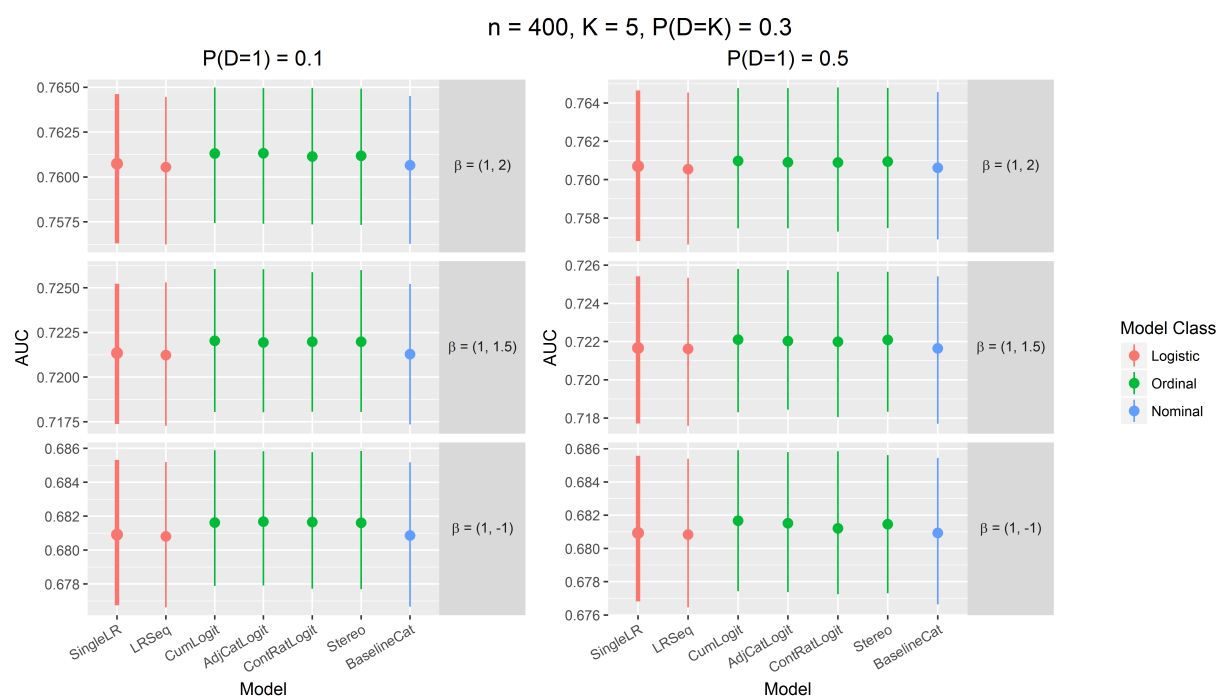 n = 400, K = 5, P(D=K) = 0.3
P(D=1) = 0.1
0.7650
0.7625
0.7600
0.7575
β = (1, 2)
0.7250
0.7225
0.7200
0.7175
β = (1, 1.5)
0.686
0.684
0.682
0.680
0.678
β = (1, -1)
AUC
SingleLR
LRSeq
CumLogit
AdjCatLogit
ContRatLogit
Stereo
BaselineCat
Model
P(D=1) = 0.5
0.764
0.762
0.760
0.758
β = (1, 2)
0.726
0.724
0.722
0.720
0.718
β = (1, 1.5)
0.686
0.684
0.682
0.680
0.678
0.676
β = (1, -1)
AUC
SingleLR
LRSeq
CumLogit
AdjCatLogit
ContRatLogit
Stereo
BaselineCat
Model
Model Class
Logistic
Ordinal
Nominal